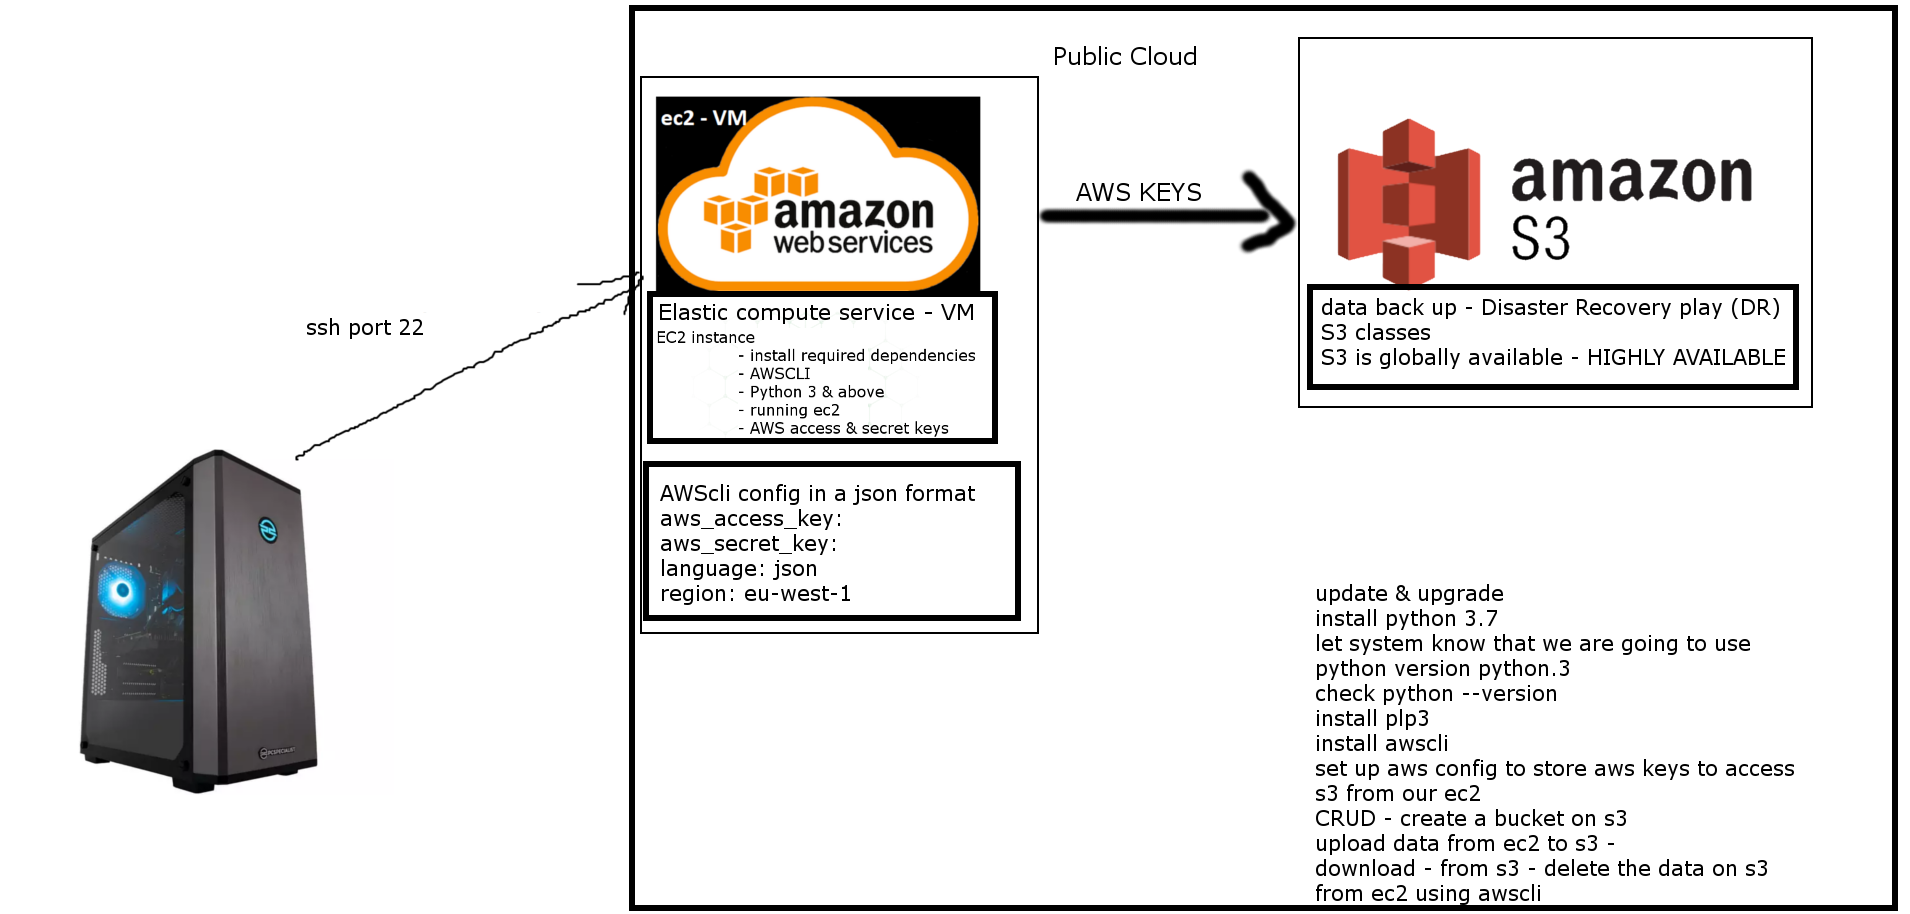 Public Cloud
ec2 - VM
amazon
web services
AWS KEYS
amazon
S3
Elastic compute service - VM
EC2 instance
- install required dependencies
- AWSCLI
- Python 3 & above
- running ec2
- AWS access & secret keys
data back up - Disaster Recovery play (DR)
S3 classes
S3 is globally available - HIGHLY AVAILABLE
ssh port 22
AWScli config in a json format
aws_access_key:
aws_secret_key:
language: json
region: eu-west-1
PCSPECIALIST
update & upgrade
install python 3.7
let system know that we are going to use
python version python.3
check python --version
install plp3
install awscli
set up aws config to store aws keys to access
s3 from our ec2
CRUD - create a bucket on s3
upload data from ec2 to s3 -
download - from s3 - delete the data on s3
from ec2 using awscli